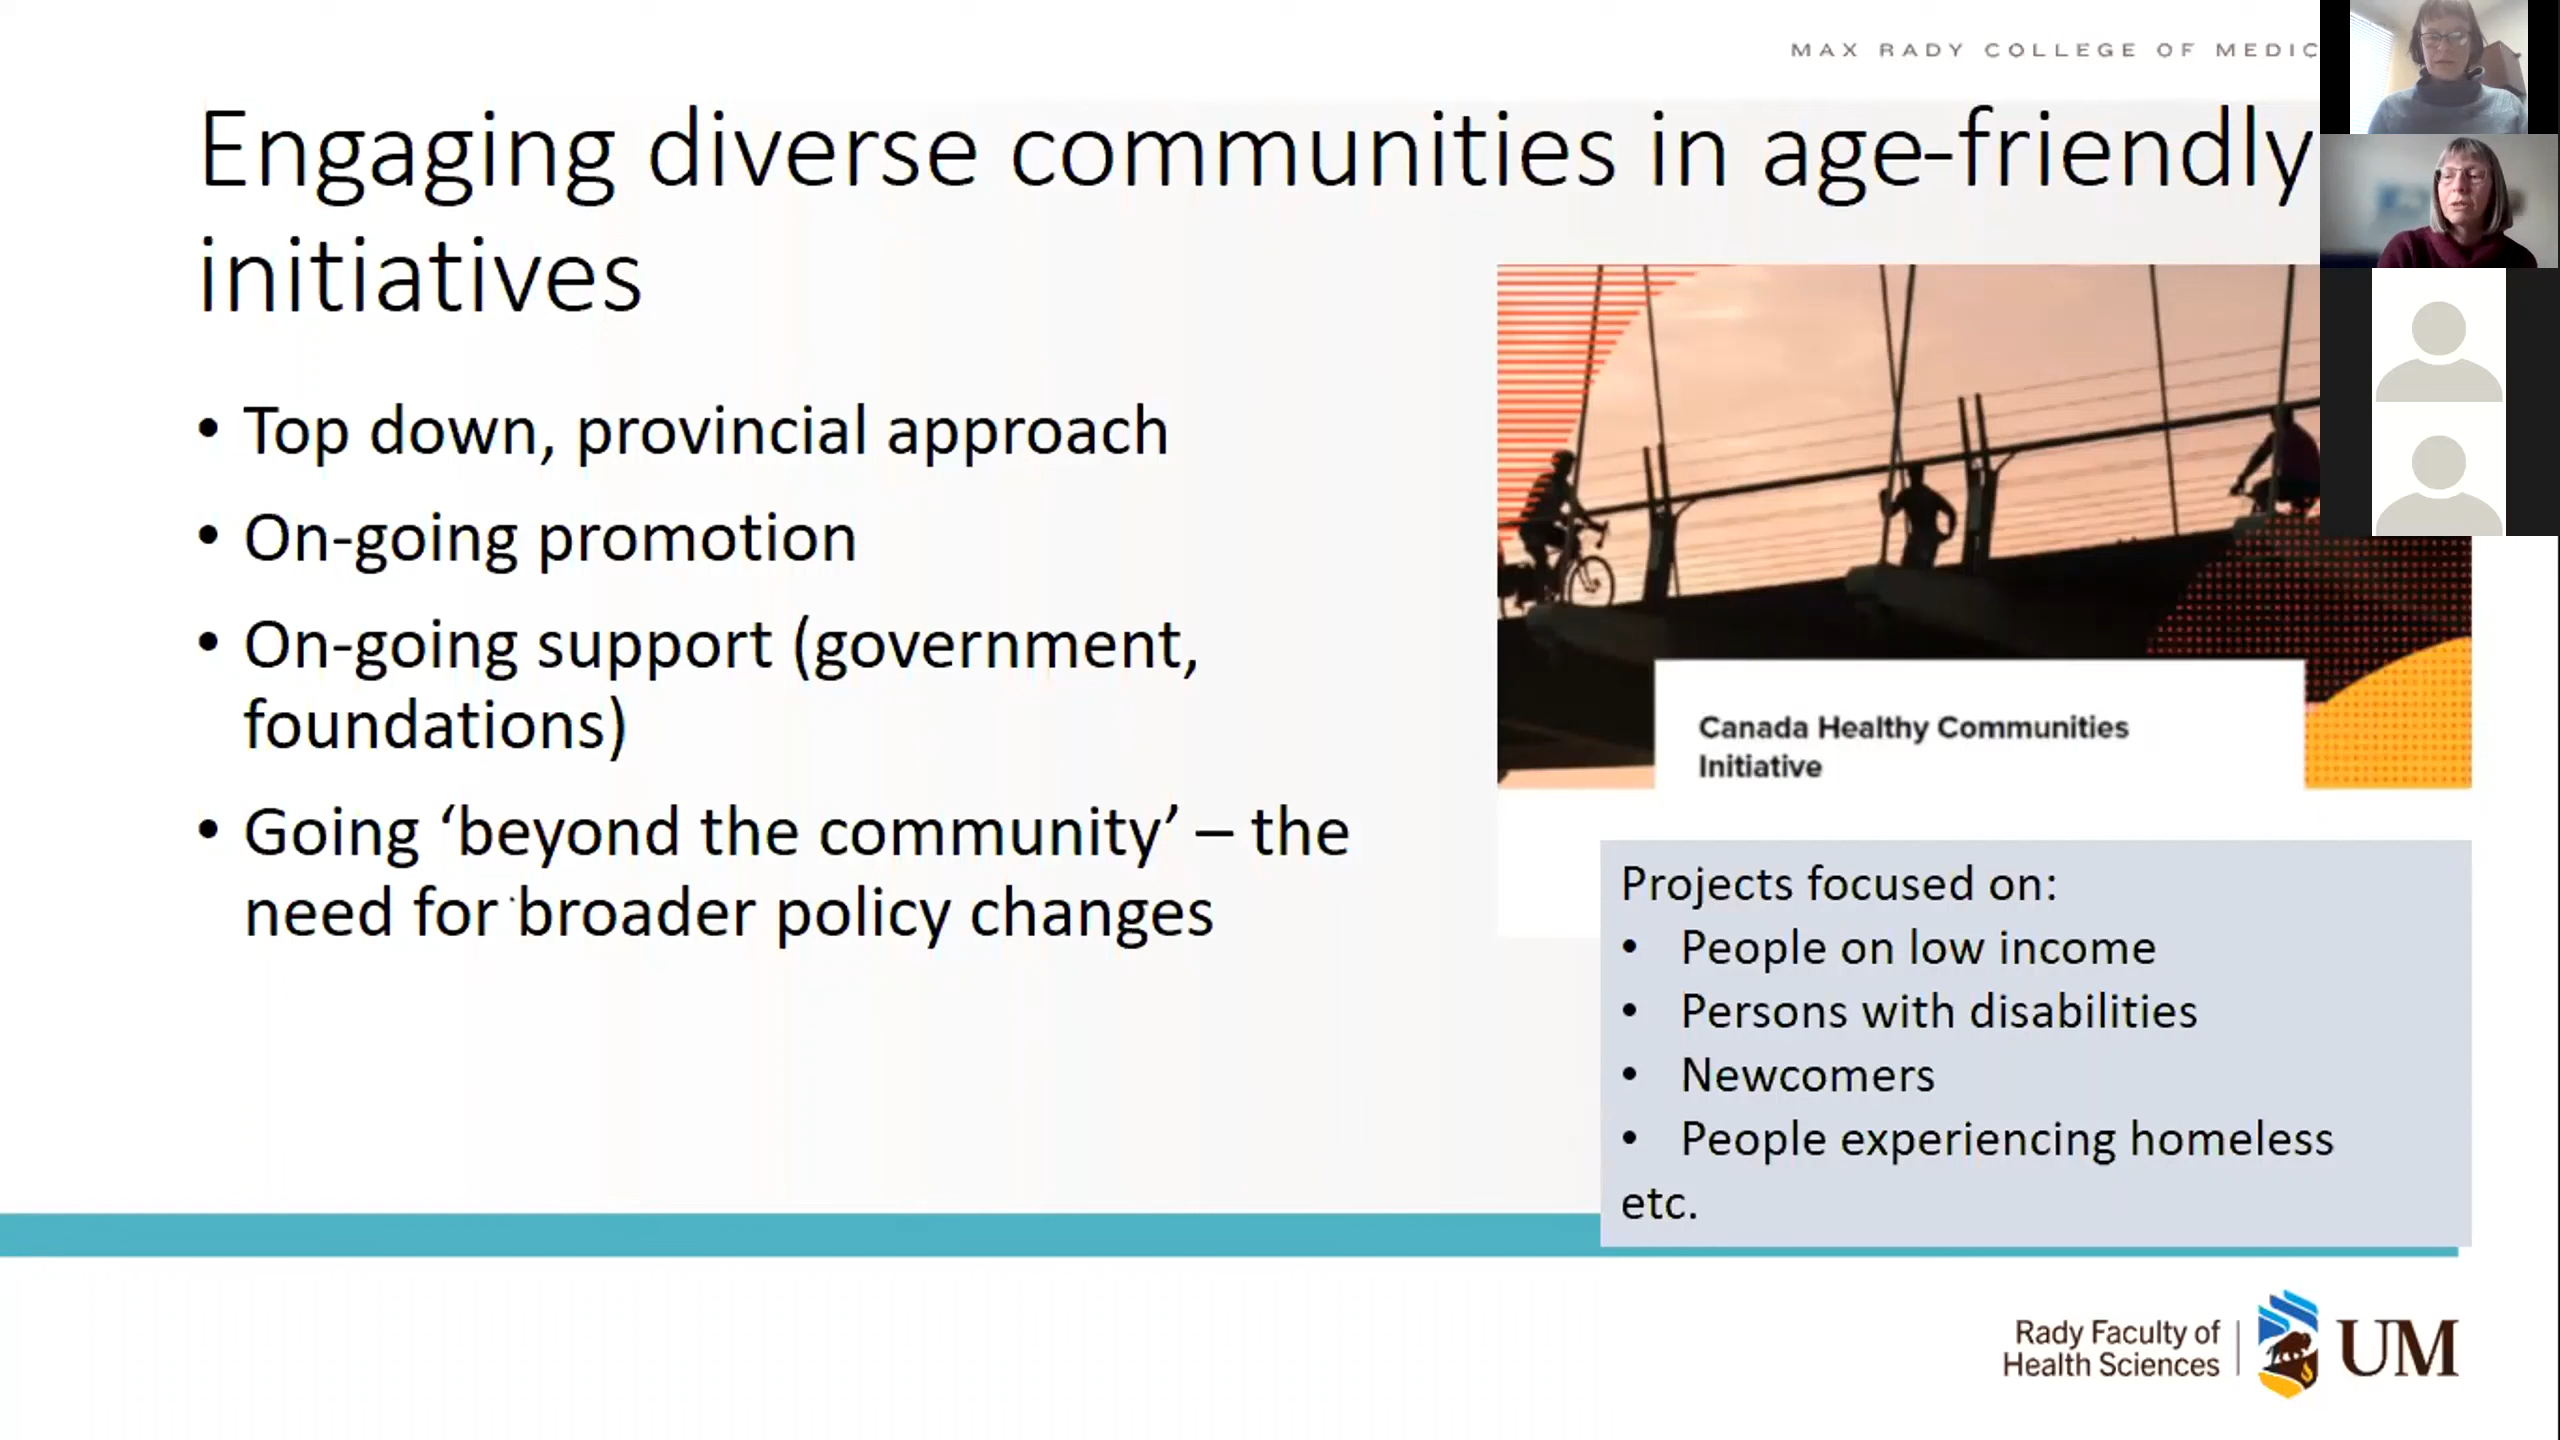 MAX RADY COLLEGE OF MEDIC
Engaging diverse communities in age-friendly
initiatives
• Top down, provincial approach
• On-going promotion
• On-going support (government,
foundations)
• Going ‘beyond the community’ – the
need for broader policy changes
Canada Healthy Communities
Initiative
Projects focused on:
• People on low income
• Persons with disabilities
• Newcomers
• People experiencing homeless
etc.
Rady Faculty of
Health Sciences
UM